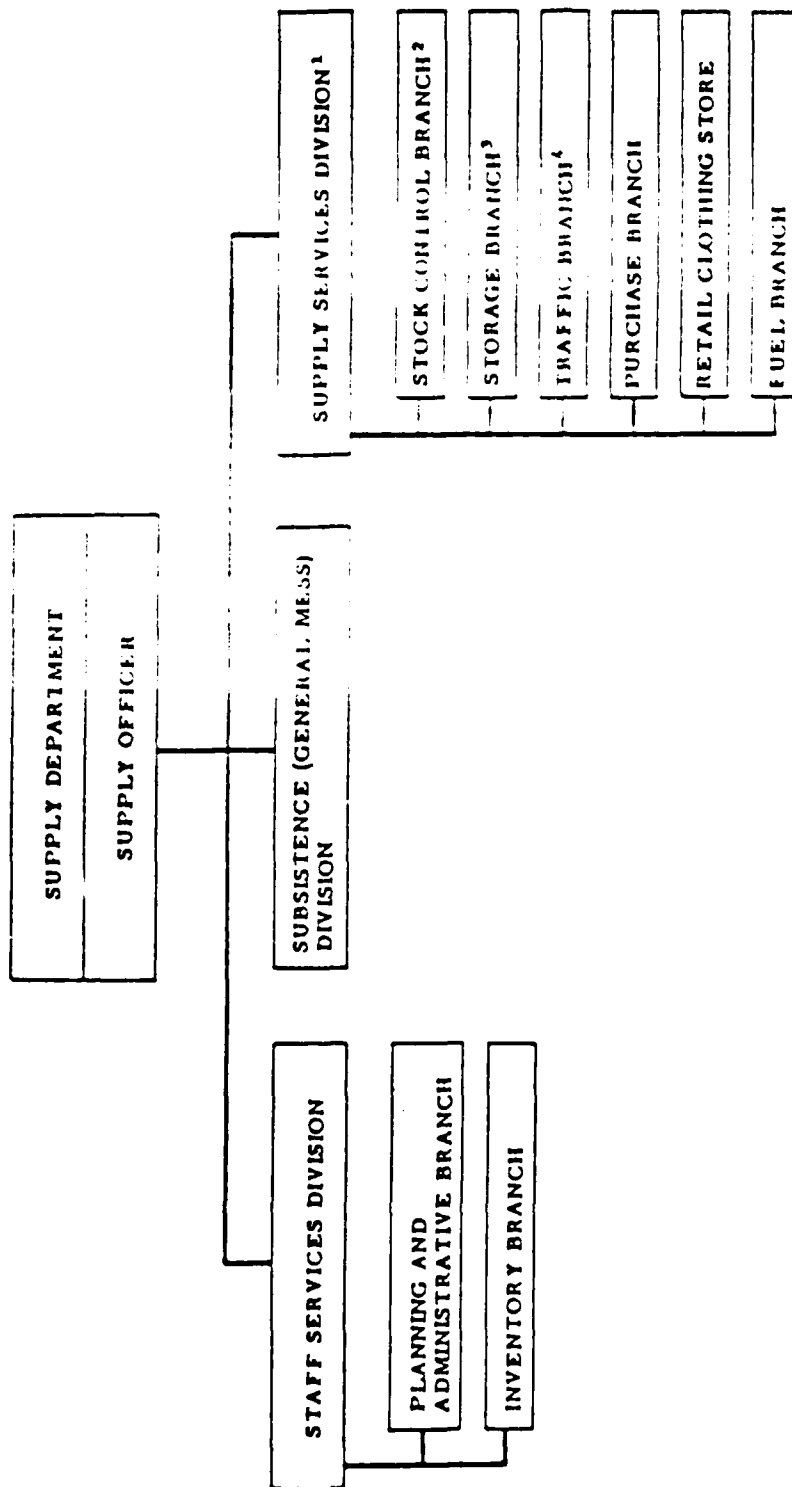 SUPPLY DEPARTMENT
SUPPLY OFFICER
STAFF SERVICES DIVISION
PLANNING AND
ADMINISTRATIVE BRANCH
INVENTORY BRANCH
SUBSISTENCE (GENERAL MESS)
DIVISION
SUPPLY SERVICES DIVISION¹
STOCK CONTROL BRANCH²
STORAGE BRANCH³
TRAFFIC BRANCH⁴
PURCHASE BRANCH
RETAIL CLOTHING STORE
FUEL BRANCH